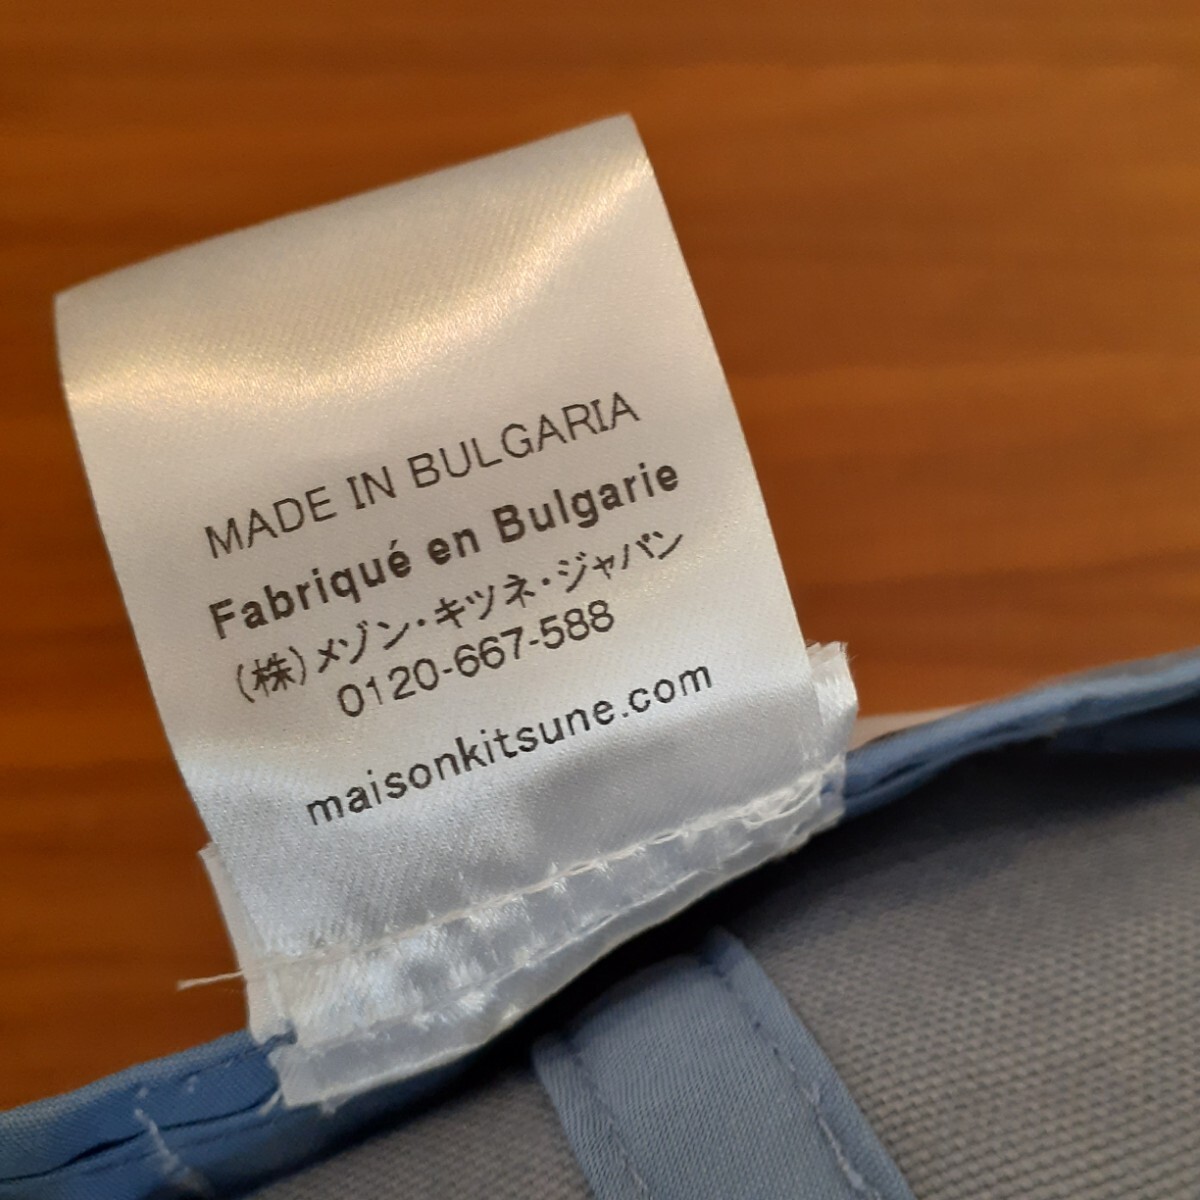 MADE IN BULGARIA
Fabriqué en Bulgarie
(株)メゾン・キツネ・ジャパン
0120-667-588
maisonkitsune.com